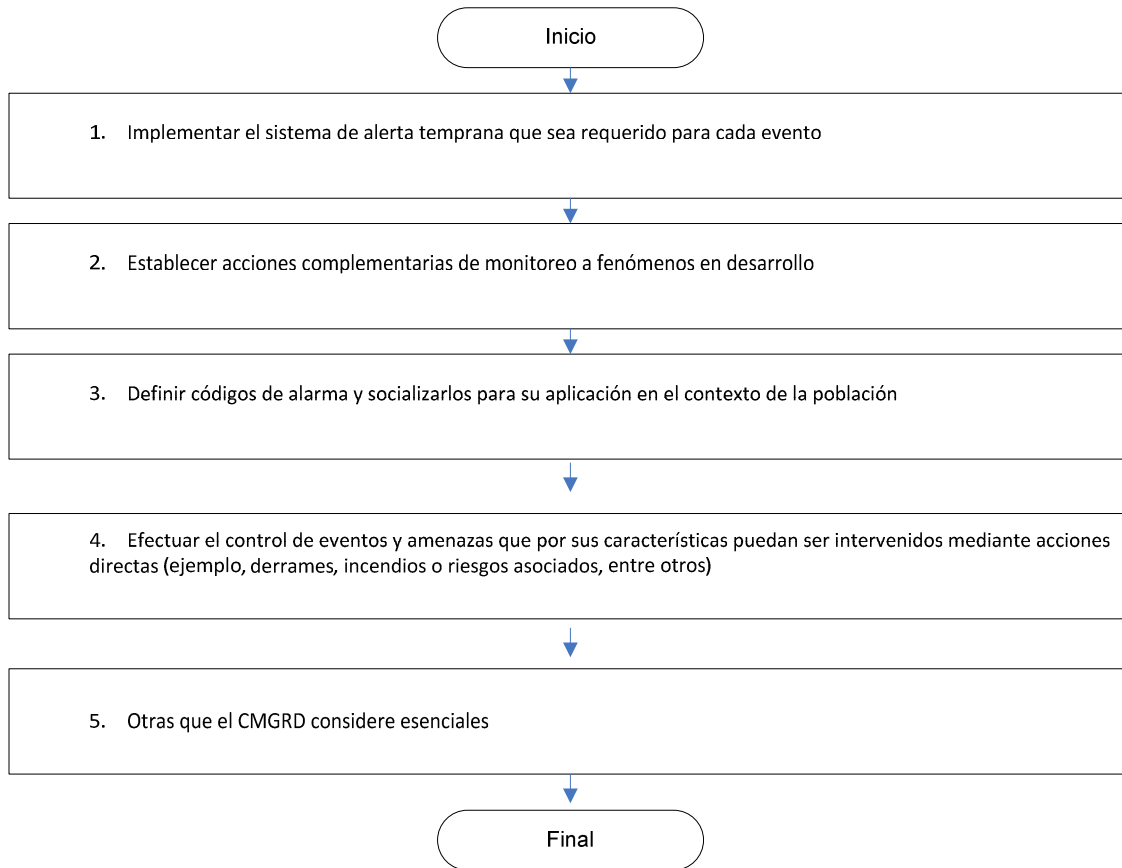 Inicio
1. Implementar el sistema de alerta temprana que sea requerido para cada evento
2. Establecer acciones complementarias de monitoreo a fenómenos en desarrollo
3. Definir códigos de alarma y socializarlos para su aplicación en el contexto de la población
4. Efectuar el control de eventos y amenazas que por sus características puedan ser intervenidos mediante acciones
directas (ejemplo, derrames, incendios o riesgos asociados, entre otros)
5. Otras que el CMGRD considere esenciales
Final